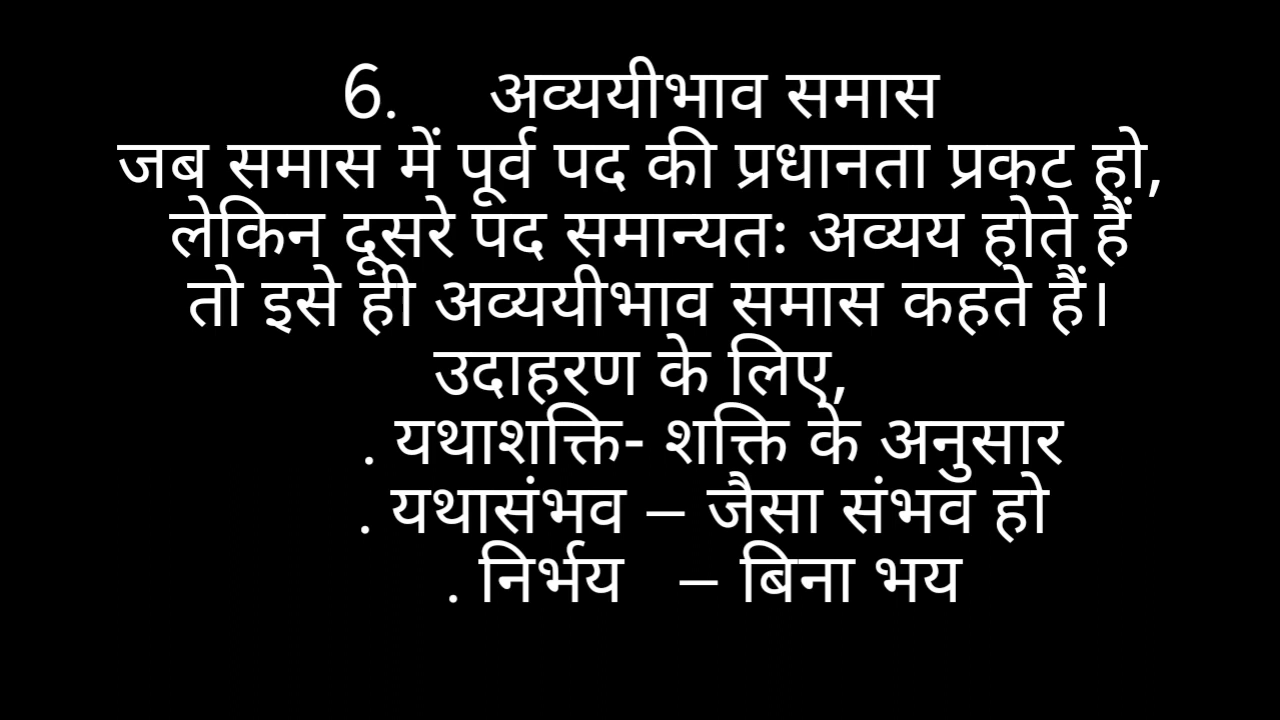 6. अव्ययीभाव समास
जब समास में पूर्व पद की प्रधानता प्रकट हो,
लेकिन दूसरे पद समान्यतः अव्यय होते हैं
तो इसे ही अव्ययीभाव समास कहते हैं।
उदाहरण के लिए,
. यथाशक्ति- शक्ति के अनुसार
. यथासंभव – जैसा संभव हो
. निर्भय – बिना भय